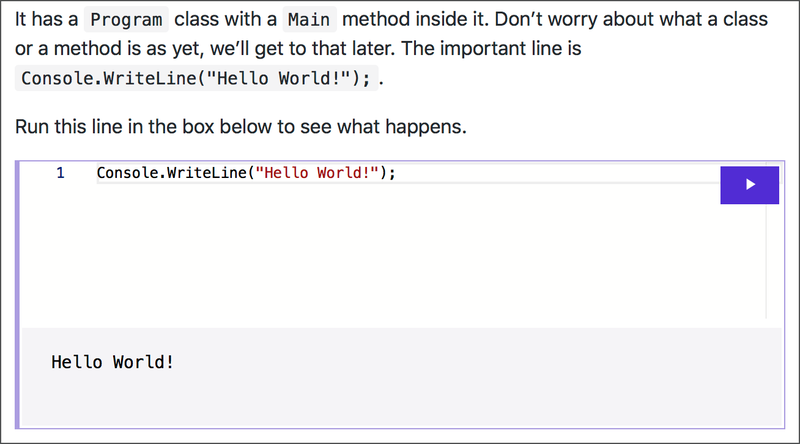 It has a Program class with a Main method inside it. Don’t worry about what a class
or a method is as yet, we’ll get to that later. The important line is
Console.WriteLine("Hello World!"); .
Run this line in the box below to see what happens.
1 Console.WriteLine("Hello World!");
Hello World!